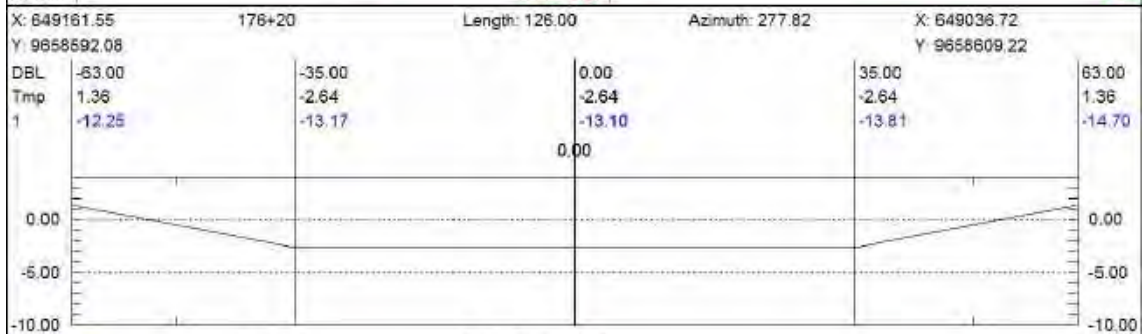 X: 649161.55 176+20 Length: 126.00 Azimuth: 277.82 X: 649036.72
Y: 9658592.08 Y: 9658609.22
DBL -63.00 -35.00 0.00 35.00 63.00
Tmp 1.36 -2.64 -2.64 -2.64 1.36
1 -12.25 -13.17 -13.10 -13.81 -14.70
0.00
0.00 0.00
-5.00 -5.00
-10.00 -10.00